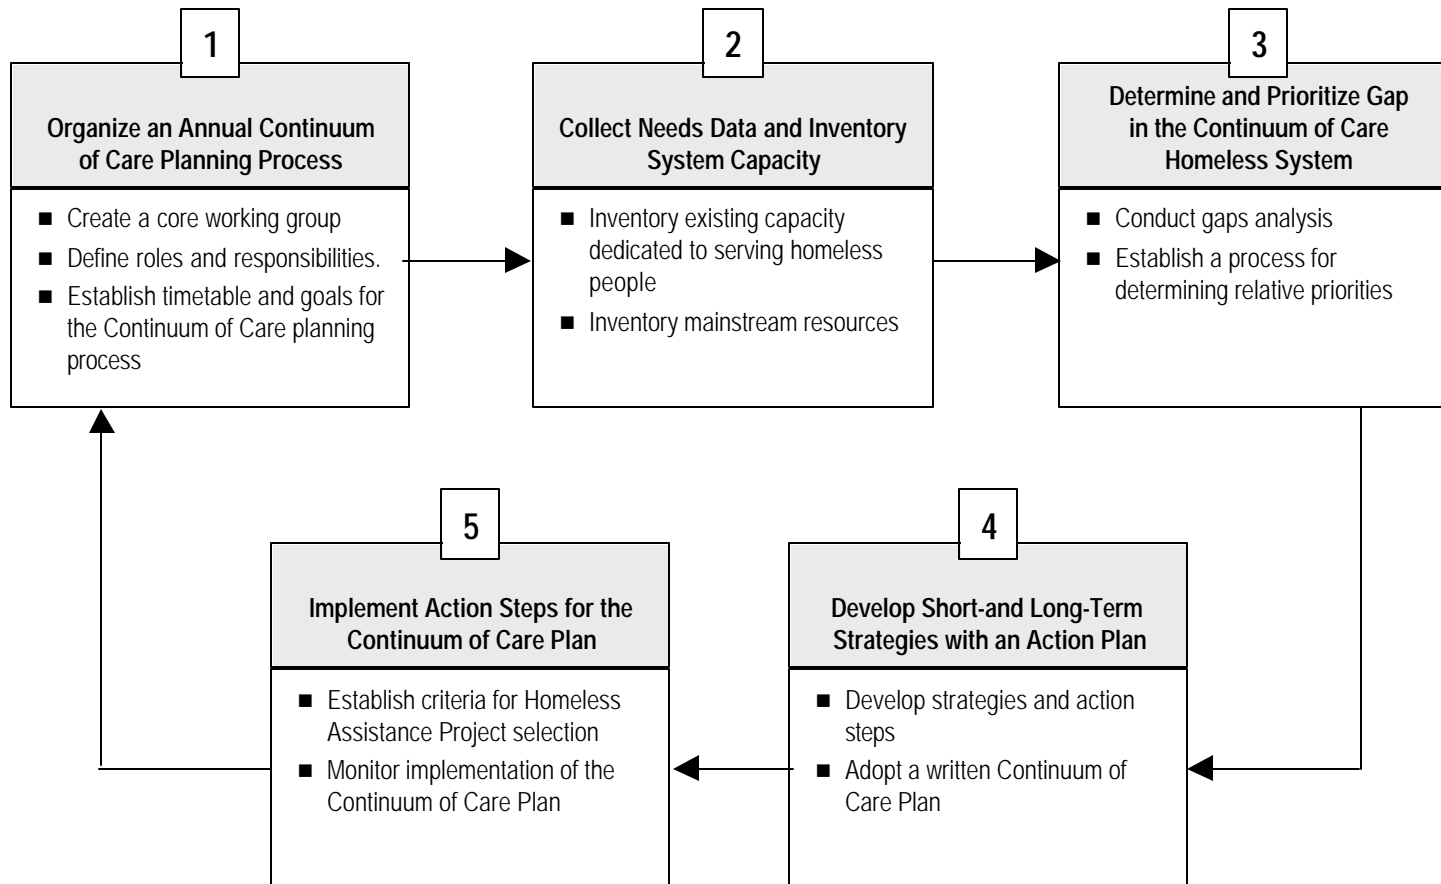 1
Organize an Annual Continuum
of Care Planning Process
■ Create a core working group
■ Define roles and responsibilities.
■ Establish timetable and goals for
the Continuum of Care planning
process
2
Collect Needs Data and Inventory
System Capacity
■ Inventory existing capacity
dedicated to serving homeless
people
■ Inventory mainstream resources
3
Determine and Prioritize Gap
in the Continuum of Care
Homeless System
■ Conduct gaps analysis
■ Establish a process for
determining relative priorities
4
Develop Short-and Long-Term
Strategies with an Action Plan
■ Develop strategies and action
steps
■ Adopt a written Continuum of
Care Plan
5
Implement Action Steps for the
Continuum of Care Plan
■ Establish criteria for Homeless
Assistance Project selection
■ Monitor implementation of the
Continuum of Care Plan